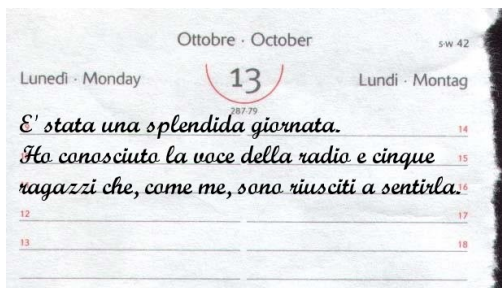 Ottobre · October
s·w 42
Lunedì · Monday
13
Lundi · Montag
287-79
E' stata una splendida giornata.
14
Ho conosciuto la voce della radio e cinque
15
ragazzi che, come me, sono riusciti a sentirla.
16
12
17
13
18